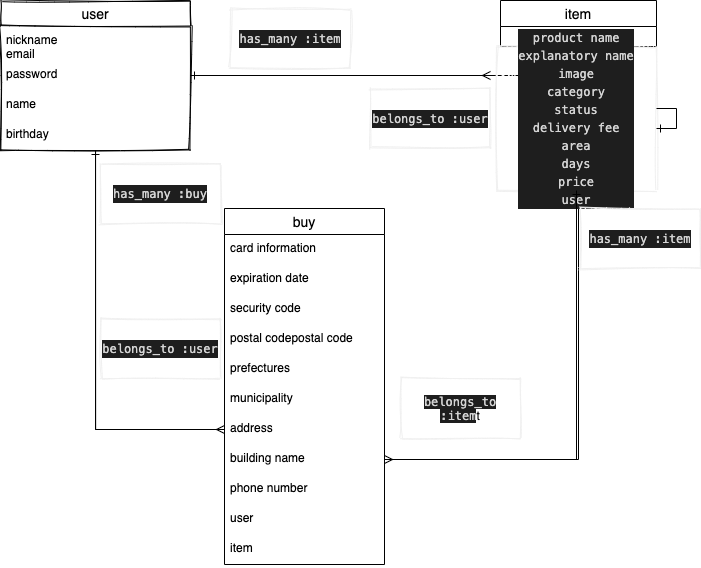 user
nickname
email
password
name
birthday
has_many :item
belongs_to :user
item
product name
explanatory name
image
category
status
delivery fee
area
days
price
user
has_many :item
has_many :buy
belongs_to :user
buy
card information
expiration date
security code
postal codepostal code
prefectures
municipality
address
building name
phone number
user
item
belongs_to
:itemt